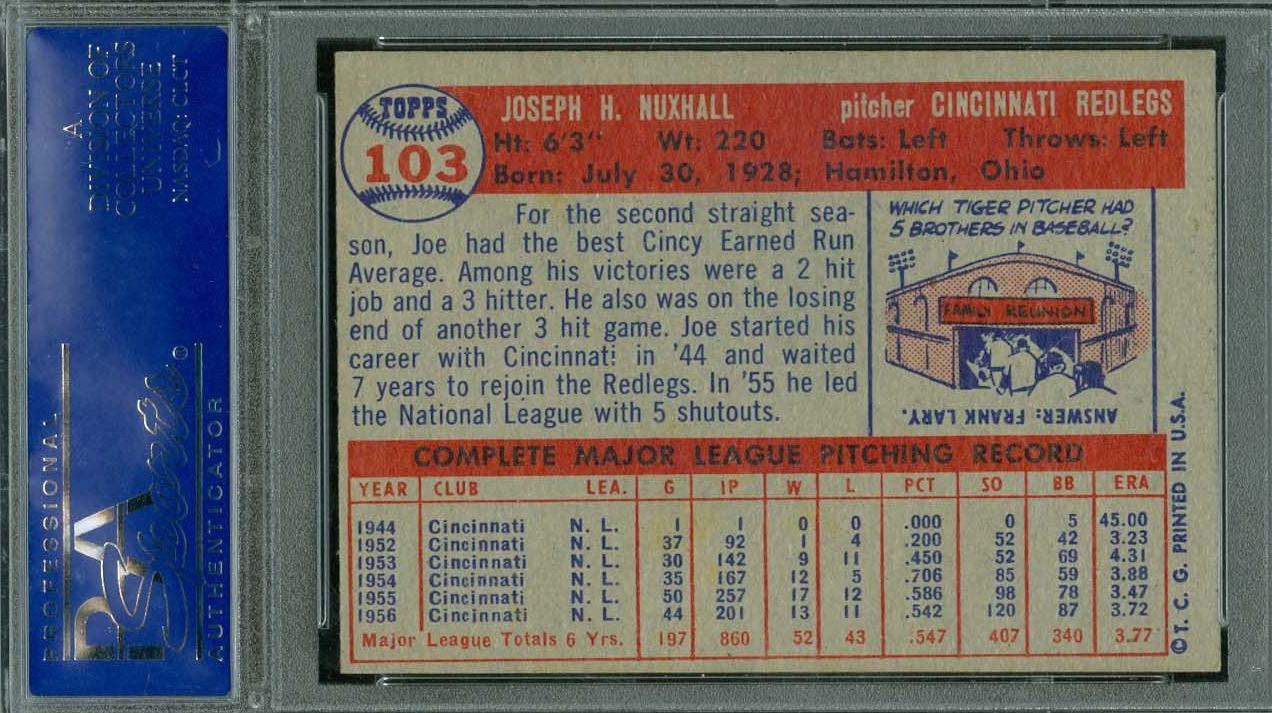 A
DIVISION OF
COLLECTORS
UNIVERSE
NASDAQ: CLCT
PROFESSIONAL
PSA
Sports
®
AUTHENTICATOR
TOPPS
103
JOSEPH H. NUXHALL pitcher CINCINNATI REDLEGS
Ht: 6'3" Wt: 220 Bats: Left Throws: Left
Born: July 30, 1928; Hamilton, Ohio
For the second straight sea-
son, Joe had the best Cincy Earned Run
Average. Among his victories were a 2 hit
job and a 3 hitter. He also was on the losing
end of another 3 hit game. Joe started his
career with Cincinnati in '44 and waited
7 years to rejoin the Redlegs. In '55 he led
the National League with 5 shutouts.
WHICH TIGER PITCHER HAD
5 BROTHERS IN BASEBALL?
FAMILY REUNION
ANSWER: FRANK LARY.
COMPLETE MAJOR LEAGUE PITCHING RECORD
YEAR CLUB LEA. G IP W L PCT SO BB ERA
1944 Cincinnati N. L. 1 1 0 0 .000 0 5 45.00
1952 Cincinnati N. L. 37 92 1 4 .200 52 42 3.23
1953 Cincinnati N. L. 30 142 9 11 .450 52 69 4.31
1954 Cincinnati N. L. 35 167 12 5 .706 85 59 3.88
1955 Cincinnati N. L. 50 257 17 12 .586 98 78 3.47
1956 Cincinnati N. L. 44 201 13 11 .542 120 87 3.72
Major League Totals 6 Yrs. 197 860 52 43 .547 407 340 3.77
© T. C. G. PRINTED IN U.S.A.